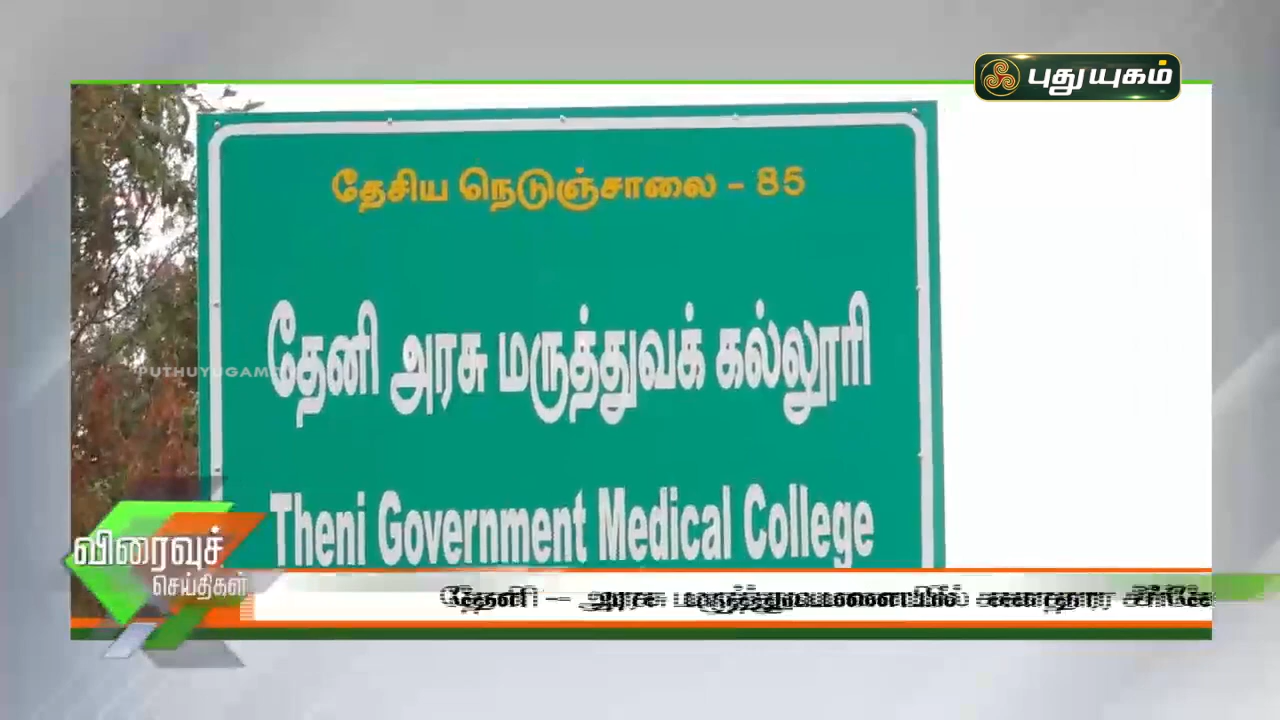 புதுயுகம்
தேசிய நெடுஞ்சாலை - 85
தேனி அரசு மருத்துவக் கல்லூரி
PUTHUYUGAM
Theni Government Medical College
விரைவுச்
செய்திகள்
தேனி – அரசு மருத்துவமனையில் சுகாதார